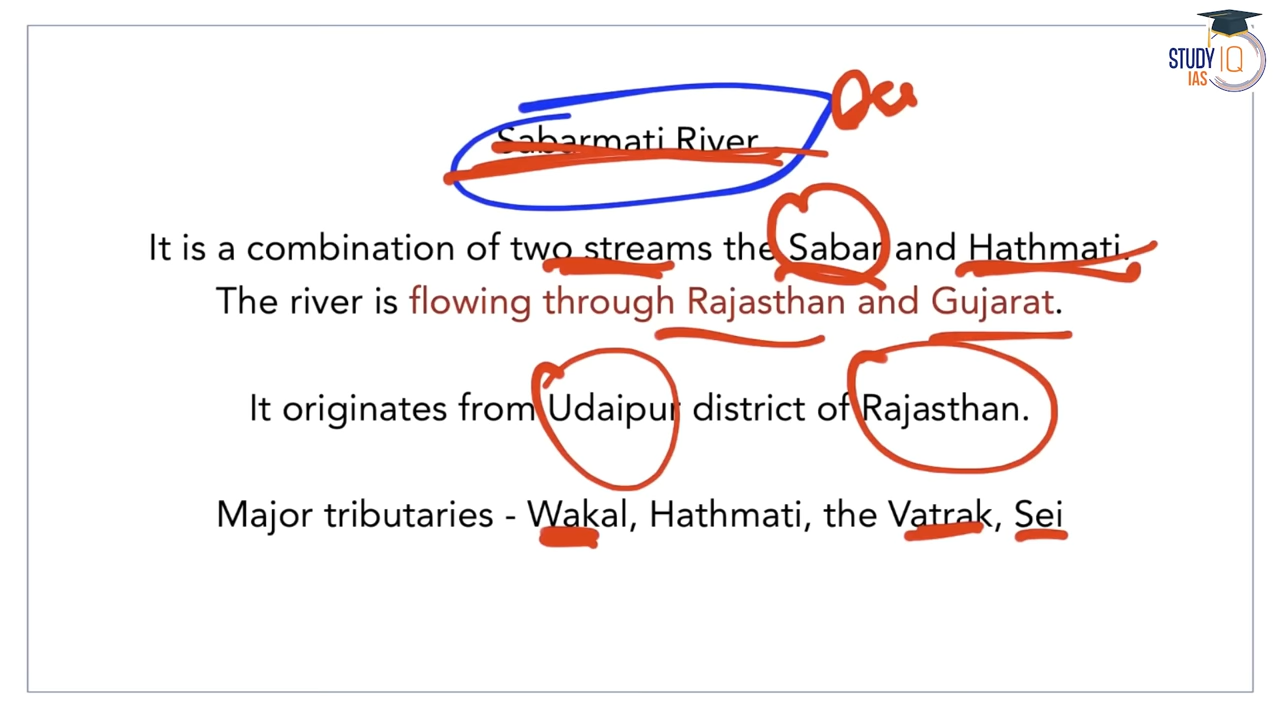 STUDY IQ
IAS
Sabarmati River
It is a combination of two streams the Sabar and Hathmati.
The river is flowing through Rajasthan and Gujarat.
It originates from Udaipur district of Rajasthan.
Major tributaries - Wakal, Hathmati, the Vatrak, Sei